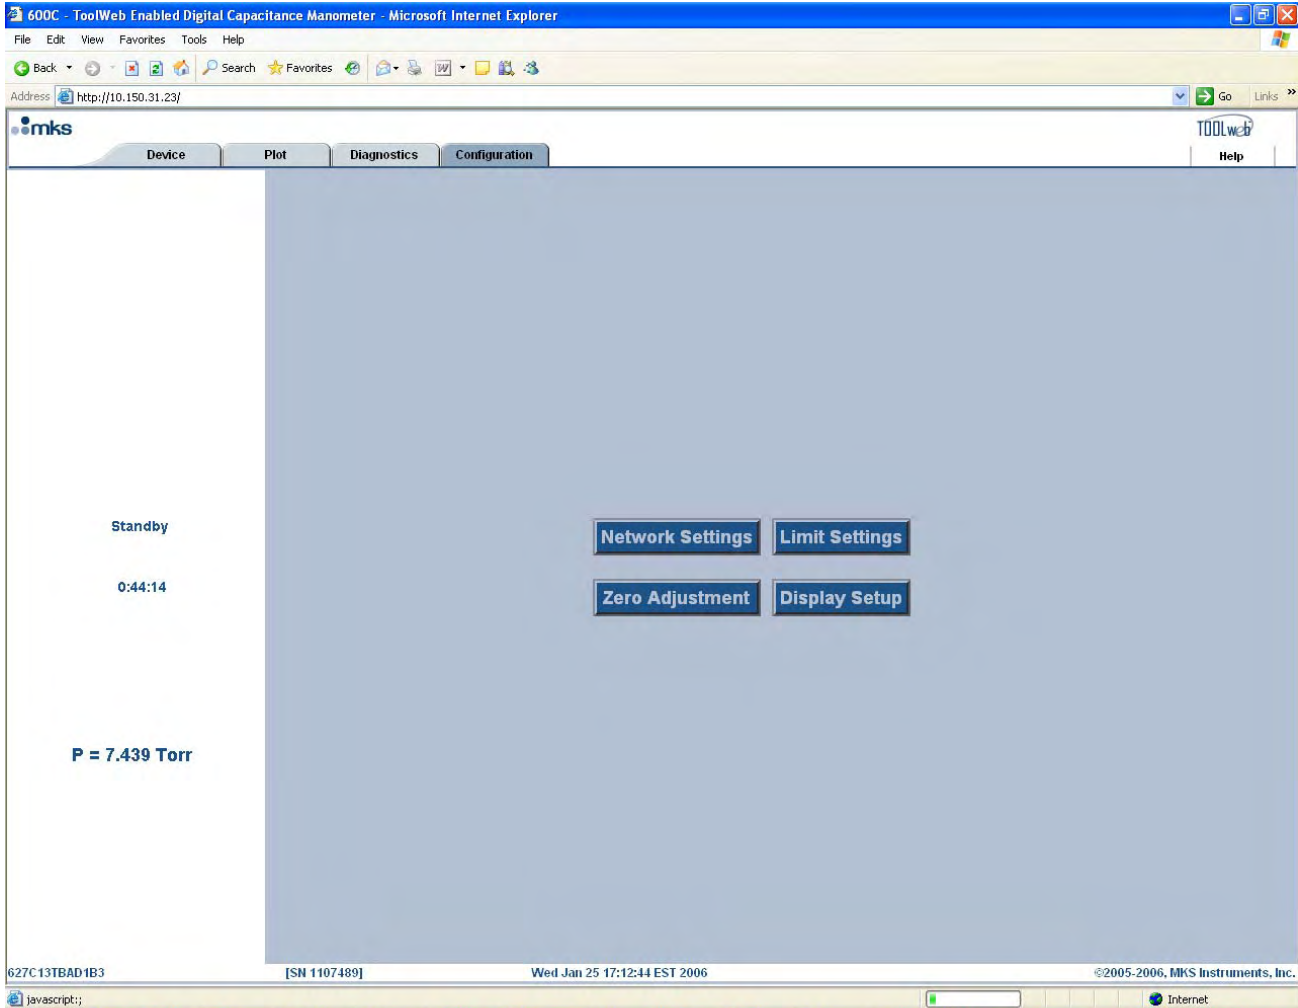 600C - ToolWeb Enabled Digital Capacitance Manometer - Microsoft Internet Explorer
File Edit View Favorites Tools Help
Back Search Favorites
Address http://10.150.31.23/ Go Links »
mks TOOLweb
Device Plot Diagnostics Configuration Help
Standby
Network Settings Limit Settings
0:44:14
Zero Adjustment Display Setup
P = 7.439 Torr
627C13TBAD1B3 [SN 1107489] Wed Jan 25 17:12:44 EST 2006 ©2005-2006, MKS Instruments, Inc.
javascript:; Internet